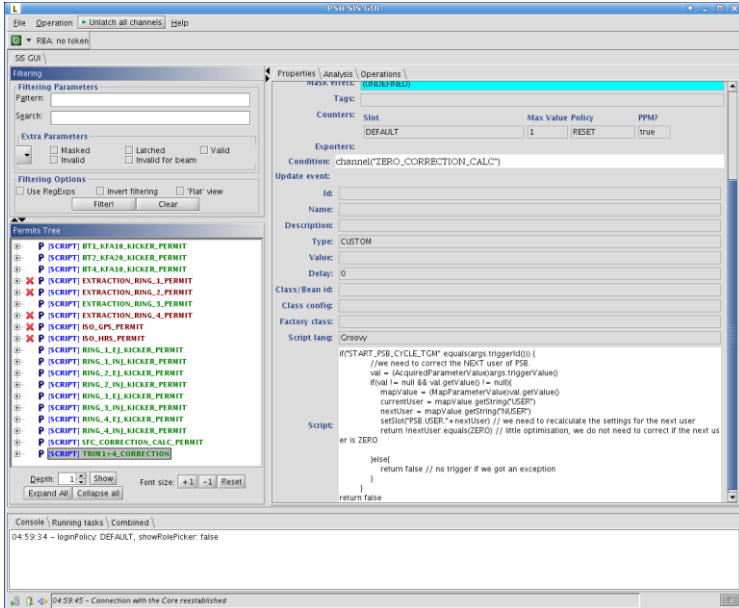 PSB SIS GUI
File Operation Unlatch all channels Help
RBA: no token
SIS GUI
Filtering
Filtering Parameters
Pattern:
Search:
Extra Parameters
Masked Latched Valid
Invalid Invalid for beam
Filtering Options
Use RegExps Invert filtering 'Flat' view
Filter! Clear
Permits Tree
P [SCRIPT] BT1_KFA10_KICKER_PERMIT
P [SCRIPT] BT2_KFA20_KICKER_PERMIT
P [SCRIPT] BT4_KFA10_KICKER_PERMIT
P [SCRIPT] EXTRACTION_RING_1_PERMIT
P [SCRIPT] EXTRACTION_RING_2_PERMIT
P [SCRIPT] EXTRACTION_RING_3_PERMIT
P [SCRIPT] EXTRACTION_RING_4_PERMIT
P [SCRIPT] ISO_GPS_PERMIT
P [SCRIPT] ISO_HRS_PERMIT
P [SCRIPT] RING_1_EJ_KICKER_PERMIT
P [SCRIPT] RING_1_INJ_KICKER_PERMIT
P [SCRIPT] RING_2_EJ_KICKER_PERMIT
P [SCRIPT] RING_2_INJ_KICKER_PERMIT
P [SCRIPT] RING_3_EJ_KICKER_PERMIT
P [SCRIPT] RING_3_INJ_KICKER_PERMIT
P [SCRIPT] RING_4_EJ_KICKER_PERMIT
P [SCRIPT] RING_4_INJ_KICKER_PERMIT
P [SCRIPT] SFC_CORRECTION_CALC_PERMIT
P [SCRIPT] TRIM1+4_CORRECTION
Depth: 1 Show Font size: +1 -1 Reset
Expand All Collapse all
Properties Analysis Operations
Mask effect: (UNDEFINED)
Tags:
Counters: Slot Max Value Policy PPM?
DEFAULT 1 RESET true
Exporters:
Condition: channel("ZERO_CORRECTION_CALC")
Update event:
Id:
Name:
Description:
Type: CUSTOM
Value:
Delay: 0
Class/Bean id:
Class config:
Factory class:
Script lang: Groovy
Script:
if("START_PSB_CYCLE_TGM".equals(args.triggerId())) {
//we need to correct the NEXT user of PSB.
val = (AcquiredParameterValue)args.triggerValue()
if(val != null && val.getValue() != null){
mapValue = (MapParameterValue)val.getValue()
currentUser = mapValue.getString("USER")
nextUser = mapValue.getString("NUSER")
setSlot("PSB.USER."+nextUser) // we need to recalculate the settings for the next user
return !nextUser.equals(ZERO) // little optimisation, we do not need to correct if the next us
er is ZERO
}else{
return false // no trigger if we got an exception
}
}
return false
Console Running tasks Combined
04:59:34 - loginPolicy: DEFAULT, showRolePicker: false
04:59:45 - Connection with the Core reestablished